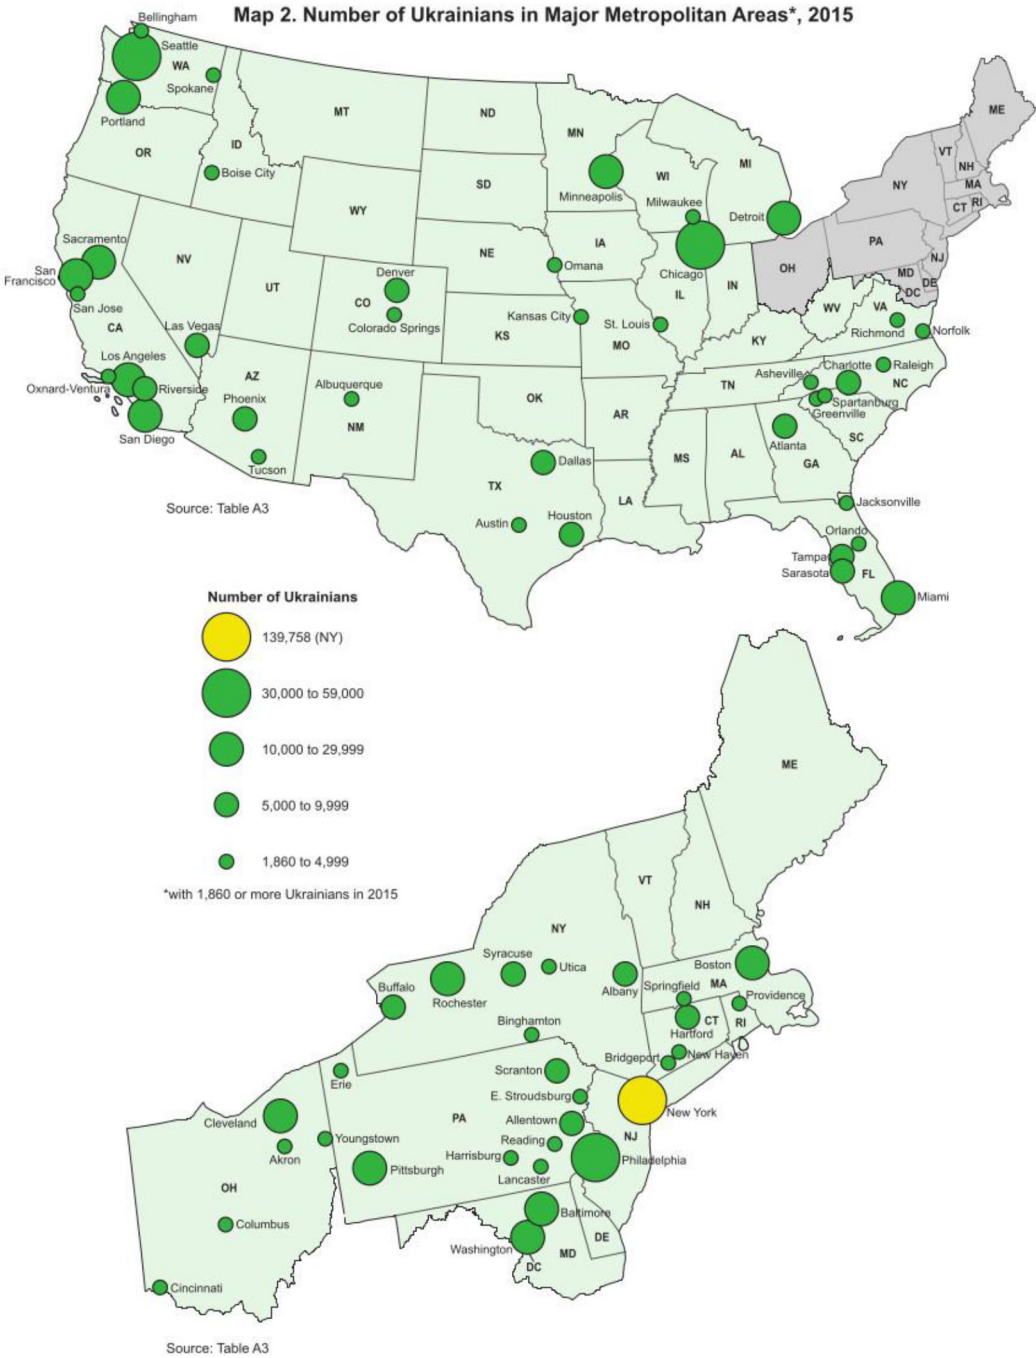 Map 2. Number of Ukrainians in Major Metropolitan Areas*, 2015
Bellingham
Seattle
WA
Spokane
Portland
OR
ID
Boise City
MT
ND
MN
Minneapolis
WI
Milwaukee
MI
Detroit
ME
VT
NH
NY
MA
CT
RI
PA
NJ
OH
MD
DE
DC
WY
SD
NE
IA
Omana
Chicago
IL
IN
Sacramento
San
Francisco
San Jose
CA
NV
UT
Denver
CO
Colorado Springs
KS
Kansas City
St. Louis
MO
KY
WV
VA
Richmond
Norfolk
Las Vegas
Los Angeles
Oxnard-Ventura
Riverside
San Diego
AZ
Phoenix
Tucson
Albuquerque
NM
OK
AR
TN
Asheville
Charlotte
Raleigh
NC
Spartanburg
Greenville
SC
Atlanta
GA
MS
AL
LA
TX
Dallas
Austin
Houston
Jacksonville
Orlando
Tampa
Sarasota
FL
Miami
Source: Table A3
Number of Ukrainians
139,758 (NY)
30,000 to 59,000
10,000 to 29,999
5,000 to 9,999
1,860 to 4,999
*with 1,860 or more Ukrainians in 2015
ME
VT
NH
NY
Syracuse
Utica
Buffalo
Rochester
Albany
Boston
MA
Springfield
Providence
Hartford
CT
RI
Binghamton
Bridgeport
New Haven
Erie
Scranton
E. Stroudsburg
New York
Cleveland
Allentown
PA
NJ
Youngstown
Akron
Reading
Harrisburg
Lancaster
Philadelphia
Pittsburgh
OH
Columbus
Baltimore
Washington
DE
MD
DC
Cincinnati
Source: Table A3